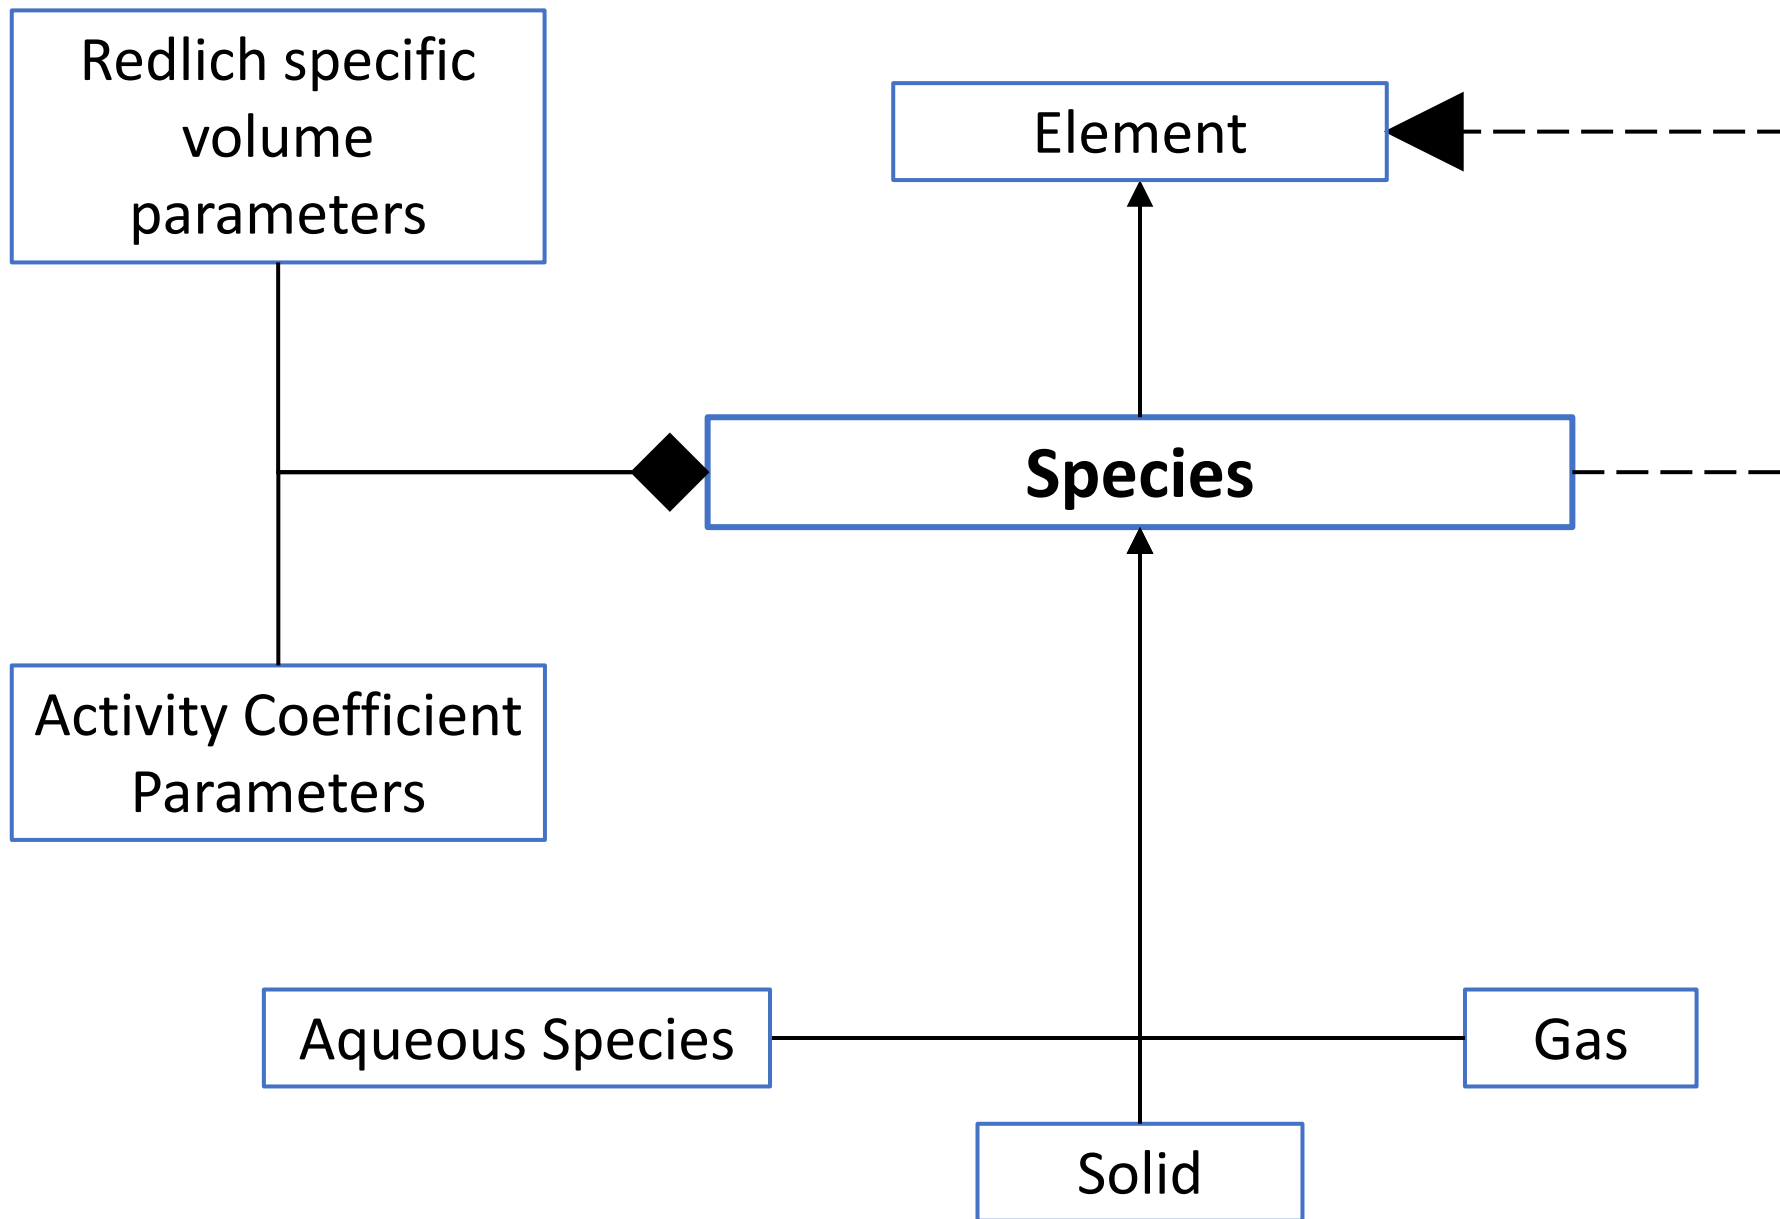 Redlich specific
volume
parameters
Element
Species
Activity Coefficient
Parameters
Aqueous Species
Gas
Solid